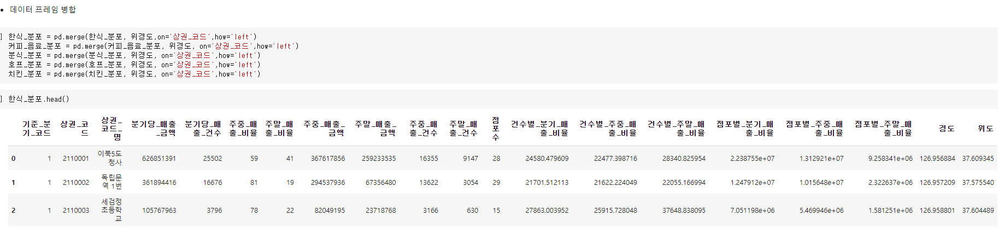 • 데이터 프레임 병합
] 한식_분포 = pd.merge(한식_분포, 위경도,on='상권_코드',how='left')
커피_음료_분포 = pd.merge(커피_음료_분포, 위경도, on='상권_코드',how='left')
분식_분포 = pd.merge(분식_분포, 위경도, on='상권_코드',how='left')
호프_분포 = pd.merge(호프_분포, 위경도, on='상권_코드',how='left')
치킨_분포 = pd.merge(치킨_분포, 위경도, on='상권_코드',how='left')
] 한식_분포.head()
기준_분기_코드 상권_코드 상권_코드_명 분기당_매출_금액 분기당_매출_건수 주중_매출_비율 주말_매출_비율 주중_매출_금액 주말_매출_금액 주중_매출_건수 주말_매출_건수 점포수 건수별_분기_매출_비율 건수별_주중_매출_비율 건수별_주말_매출_비율 점포별_분기_매출_비율 점포별_주중_매출_비율 점포별_주말_매출_비율 경도 위도
0 1 2110001 이북5도청사 626851391 25502 59 41 367617856 259233535 16355 9147 28 24580.479609 22477.398716 28340.825954 2.238755e+07 1.312921e+07 9.258341e+06 126.956884 37.609345
1 1 2110002 독립문역 1번 361894416 16676 81 19 294537936 67356480 13622 3054 29 21701.512113 21622.224049 22055.166994 1.247912e+07 1.015648e+07 2.322637e+06 126.957209 37.575540
2 1 2110003 세검정초등학교 105767963 3796 78 22 82049195 23718768 3166 630 15 27863.003952 25915.728048 37648.838095 7.051198e+06 5.469946e+06 1.581251e+06 126.958801 37.604489